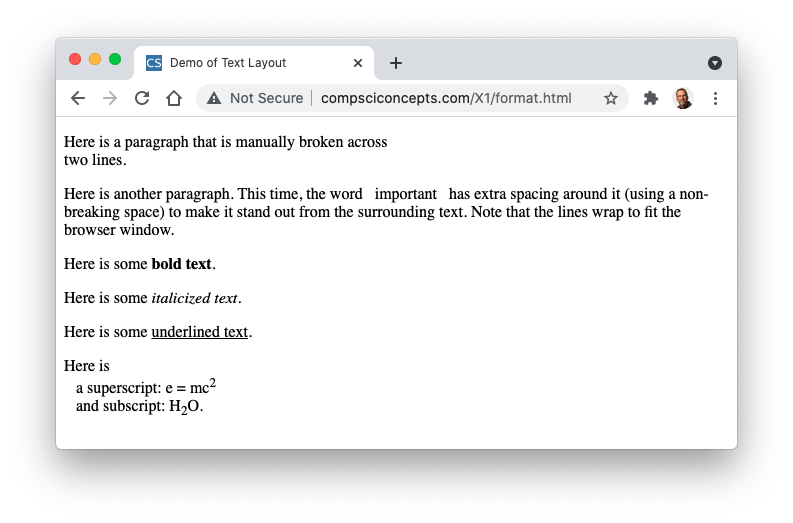 CS Demo of Text Layout
Not Secure | compsciconcepts.com/X1/format.html
Here is a paragraph that is manually broken across
two lines.
Here is another paragraph. This time, the word   important   has extra spacing around it (using a non-
breaking space) to make it stand out from the surrounding text. Note that the lines wrap to fit the
browser window.
Here is some bold text.
Here is some italicized text.
Here is some underlined text.
Here is
a superscript: e = mc²
and subscript: H₂O.